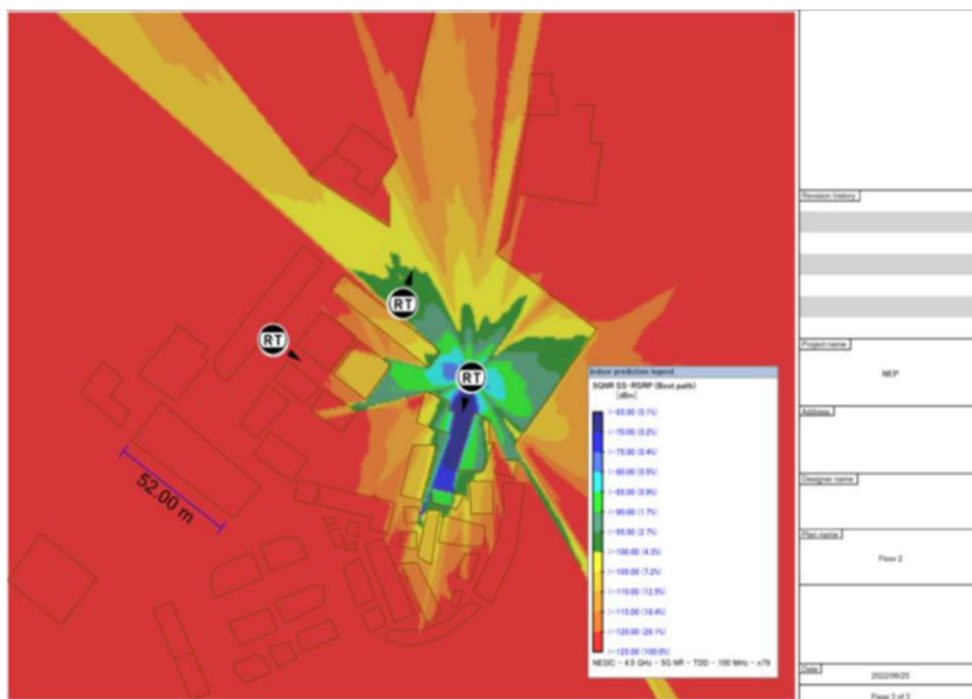 RT
RT
RT
52.00 m
Indoor prediction legend
5GNR SS-RSRP (Best path)
[dBm]
>-65.00 (0.1%)
>-70.00 (0.2%)
>-75.00 (0.4%)
>-80.00 (0.5%)
>-85.00 (0.9%)
>-90.00 (1.7%)
>-95.00 (2.7%)
>-100.00 (4.3%)
>-105.00 (7.2%)
>-110.00 (12.5%)
>-115.00 (18.4%)
>-120.00 (26.1%)
>-125.00 (100.0%)
NESIC - 4.5 GHz - 5G NR - TDD - 100 MHz - n79
Revision history
Project name
NEP
Address
Designer name
Plan name
Floor 2
Date
2022/06/25
Page 3 of 3